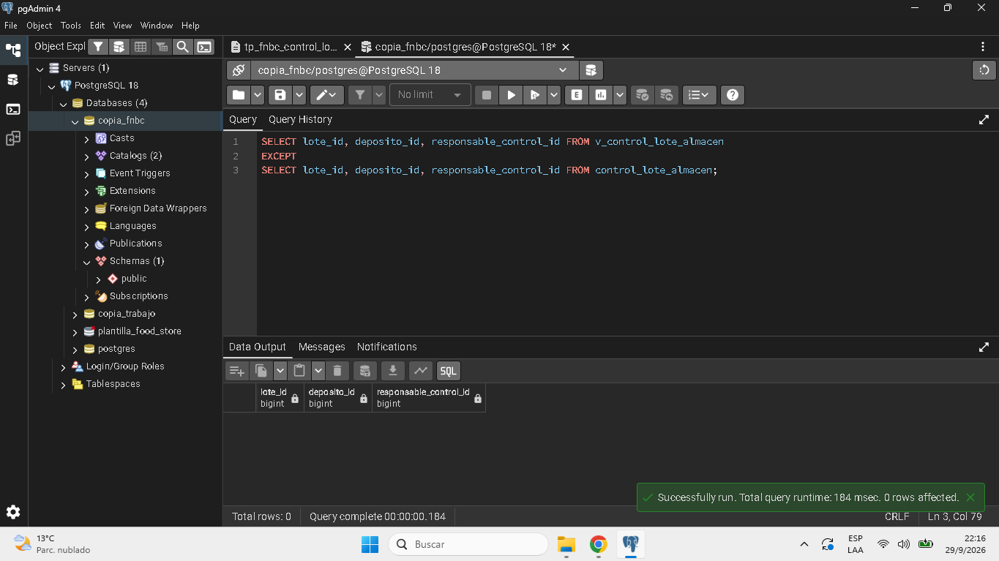 pgAdmin 4
File Object Tools Edit View Window Help
Object Expl
tp_fnbc_control_lo...
copia_fnbc/postgres@PostgreSQL 18*
Servers (1)
PostgreSQL 18
Databases (4)
copia_fnbc
Casts
Catalogs (2)
Event Triggers
Extensions
Foreign Data Wrappers
Languages
Publications
Schemas (1)
public
Subscriptions
copia_trabajo
plantilla_food_store
postgres
Login/Group Roles
Tablespaces
copia_fnbc/postgres@PostgreSQL 18
No limit
E
Query Query History
1 SELECT lote_id, deposito_id, responsable_control_id FROM v_control_lote_almacen
2 EXCEPT
3 SELECT lote_id, deposito_id, responsable_control_id FROM control_lote_almacen;
Data Output Messages Notifications
SQL
lote_id deposito_id responsable_control_id
bigint bigint bigint
Successfully run. Total query runtime: 184 msec. 0 rows affected.
Total rows: 0 Query complete 00:00:00.184 CRLF Ln 3, Col 79
13°C
Parc. nublado
Buscar
ESP
LAA
22:16
29/9/2026